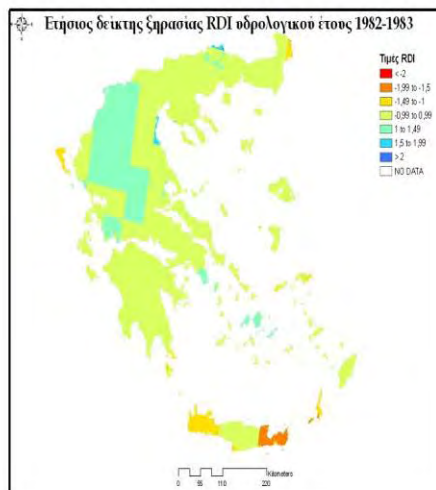 Ετήσιος δείκτης ξηρασίας RDI υδρολογικού έτους 1982-1983
Τιμές RDI
< -2
-1,99 to -1,5
-1,49 to -1
-0,99 to 0,99
1 to 1,49
1,5 to 1,99
> 2
NO DATA
Kilometers
0 55 110 220